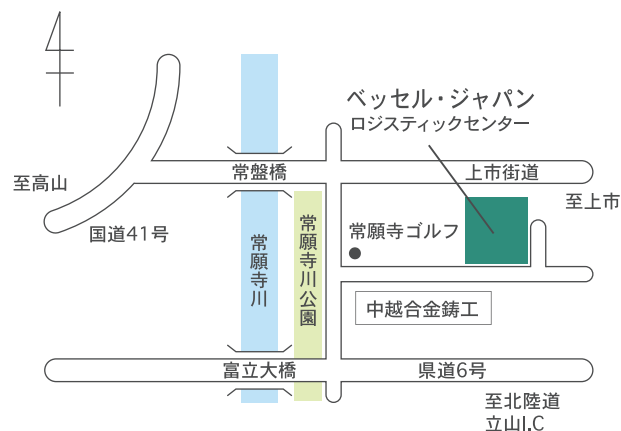 ベッセル・ジャパン
ロジスティックセンター
常盤橋
上市街道
至高山
至上市
国道41号
常願寺川
常願寺川公園
常願寺ゴルフ
中越合金鋳工
富立大橋
県道6号
至北陸道
立山I.C